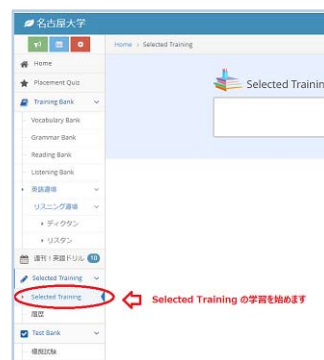 名古屋大学
Home › Selected Training
Home
Placement Quiz
Training Bank
Vocabulary Bank
Grammar Bank
Reading Bank
Listening Bank
英語道場
リスニング道場
ディクタン
リスタン
週刊!英語ドリル 10
Selected Training
Selected Training
履歴
Test Bank
模擬試験
Selected Trainin
Selected Training の学習を始めます